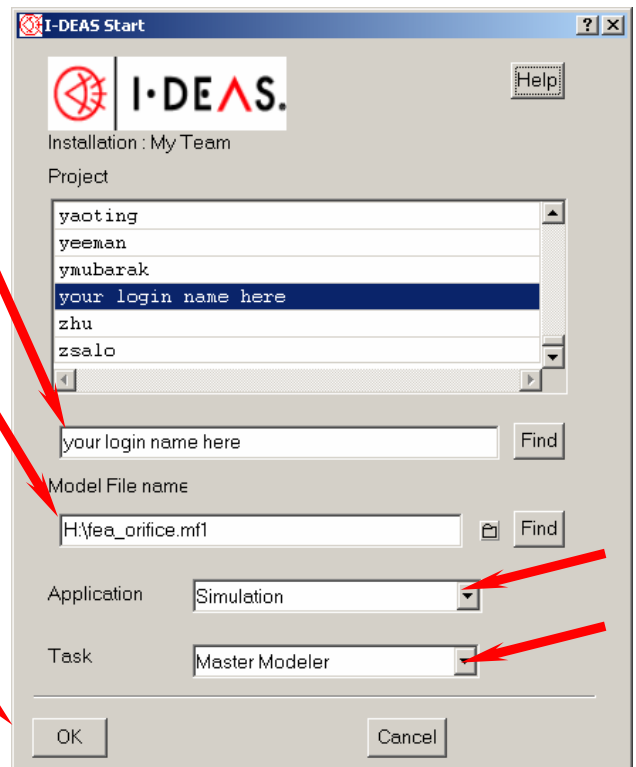 I-DEAS Start
I·DEAS.
Help
Installation : My Team
Project
yaoting
yeeman
ymubarak
your login name here
zhu
zsalo
your login name here Find
Model File name
H:\fea_orifice.mf1 Find
Application Simulation
Task Master Modeler
OK Cancel